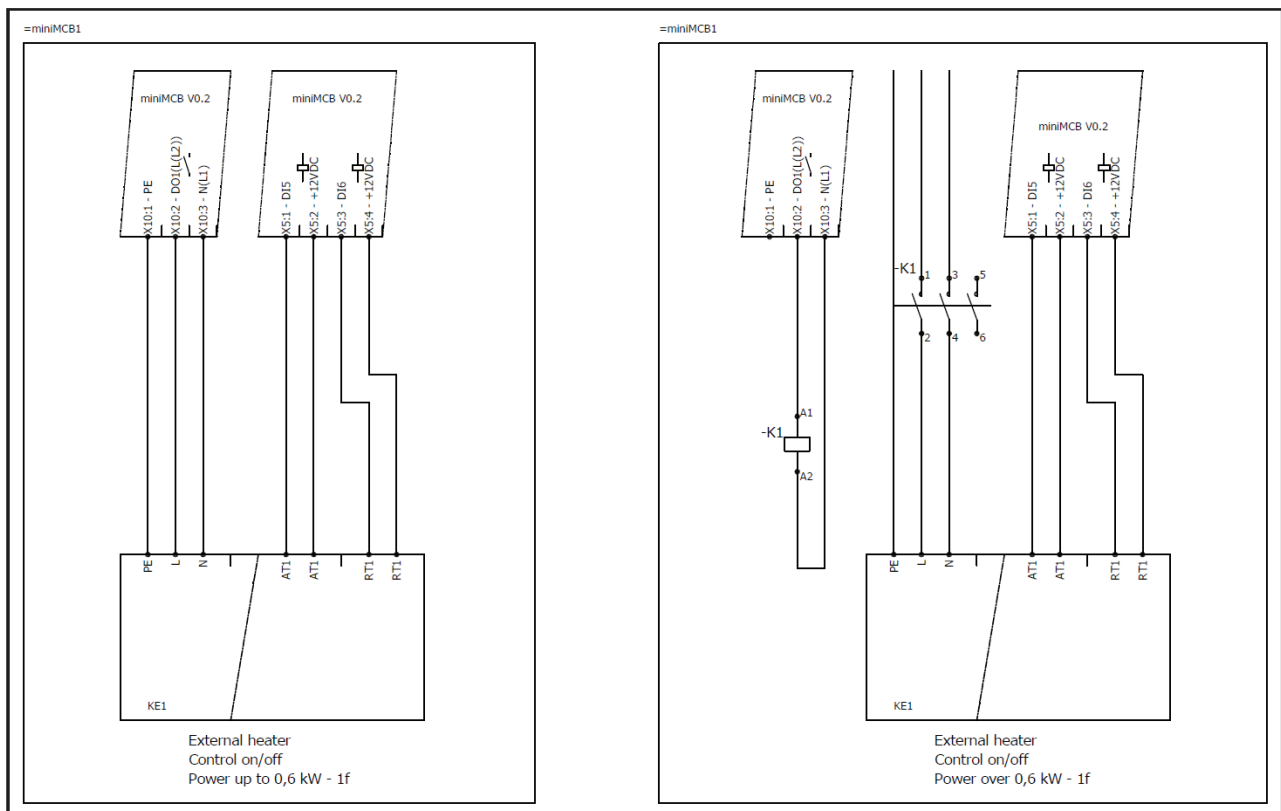 =miniMCB1
miniMCB V0.2
miniMCB V0.2
X10:1 - PE
X10:2 - DO1(L(L2))
X10:3 - N(L1)
X5:1 - DI5
X5:2 - +12VDC
X5:3 - DI6
X5:4 - +12VDC
PE
L
N
AT1
AT1
RT1
RT1
KE1
External heater
Control on/off
Power up to 0,6 kW - 1f
=miniMCB1
miniMCB V0.2
miniMCB V0.2
X10:1 - PE
X10:2 - DO1(L(L2))
X10:3 - N(L1)
X5:1 - DI5
X5:2 - +12VDC
X5:3 - DI6
X5:4 - +12VDC
-K1
1
3
5
2
4
6
A1
-K1
A2
PE
L
N
AT1
AT1
RT1
RT1
KE1
External heater
Control on/off
Power over 0,6 kW - 1f